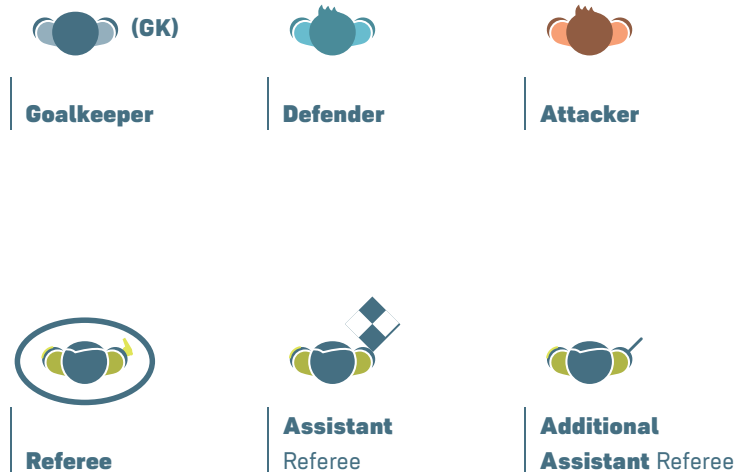 (GK)
Goalkeeper
Defender
Attacker
Referee
Assistant
Referee
Additional
Assistant Referee